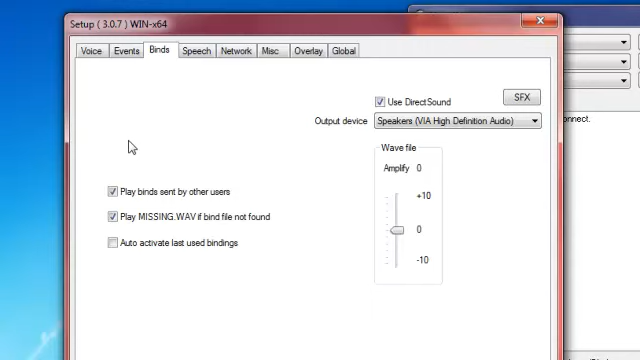 Setup ( 3.0.7 ) WIN-x64
Voice Events Binds Speech Network Misc Overlay Global
Use DirectSound SFX
Output device Speakers (VIA High Definition Audio)
onnect.
Wave file
Amplify 0
Play binds sent by other users +10
Play MISSING.WAV if bind file not found
0
Auto activate last used bindings
-10